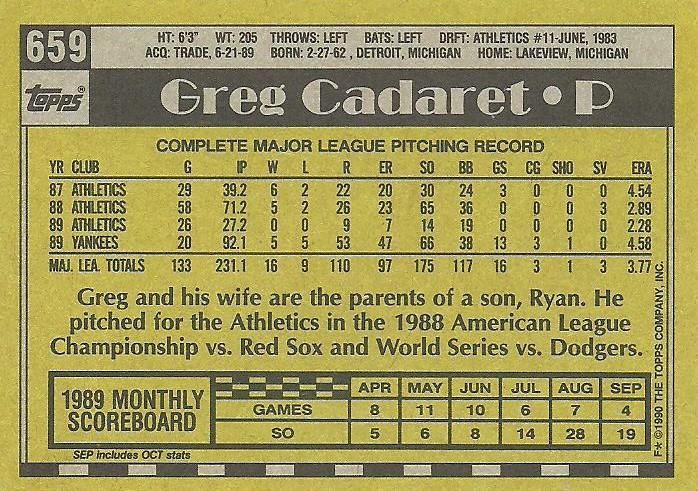 659
HT: 6'3" WT: 205 THROWS: LEFT BATS: LEFT DRFT: ATHLETICS #11-JUNE, 1983
ACQ: TRADE, 6-21-89 BORN: 2-27-62 , DETROIT, MICHIGAN HOME: LAKEVIEW, MICHIGAN
TOPPS® Greg Cadaret • P
COMPLETE MAJOR LEAGUE PITCHING RECORD
YR CLUB G IP W L R ER SO BB GS CG SHO SV ERA
87 ATHLETICS 29 39.2 6 2 22 20 30 24 3 0 0 0 4.54
88 ATHLETICS 58 71.2 5 2 26 23 65 36 0 0 0 3 2.89
89 ATHLETICS 26 27.2 0 0 9 7 14 19 0 0 0 0 2.28
89 YANKEES 20 92.1 5 5 53 47 66 38 13 3 1 0 4.58
MAJ. LEA. TOTALS 133 231.1 16 9 110 97 175 117 16 3 1 3 3.77
Greg and his wife are the parents of a son, Ryan. He
pitched for the Athletics in the 1988 American League
Championship vs. Red Sox and World Series vs. Dodgers.
1989 MONTHLY
SCOREBOARD
APR MAY JUN JUL AUG SEP
GAMES 8 11 10 6 7 4
SO 5 6 8 14 28 19
SEP includes OCT stats
F* © 1990 THE TOPPS COMPANY, INC.